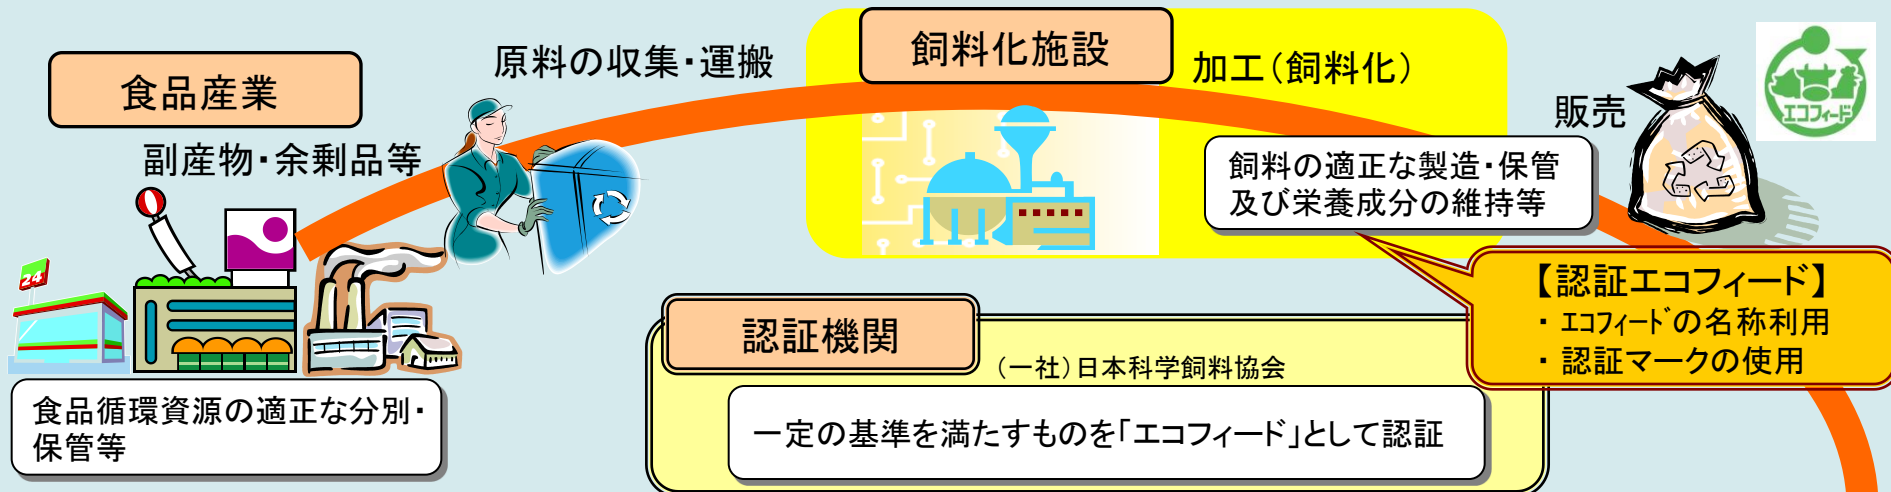 食品産業
副産物・余剰品等
24
食品循環資源の適正な分別・
保管等
原料の収集・運搬
飼料化施設
加工（飼料化）
飼料の適正な製造・保管
及び栄養成分の維持等
販売
エコフィード
【認証エコフィード】
・ｴｺﾌｨｰﾄﾞの名称利用
・認証マークの使用
認証機関
（一社）日本科学飼料協会
一定の基準を満たすものを「エコフィード」として認証